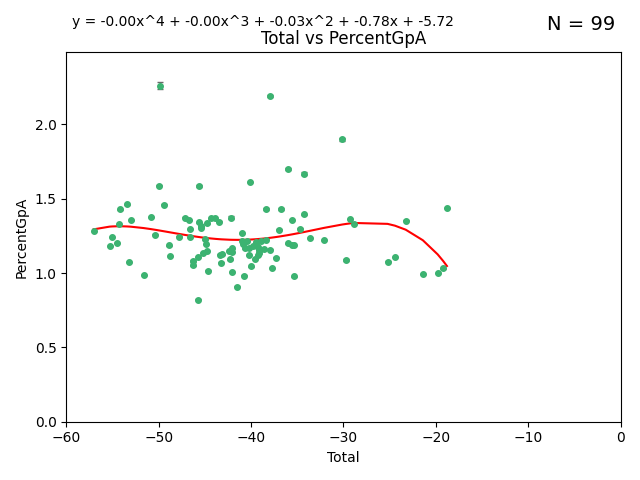 y = -0.00x^4 + -0.00x^3 + -0.03x^2 + -0.78x + -5.72
N = 99
Total vs PercentGpA
PercentGpA
2.0
1.5
1.0
0.5
0.0
−60
−50
−40
−30
−20
−10
0
Total